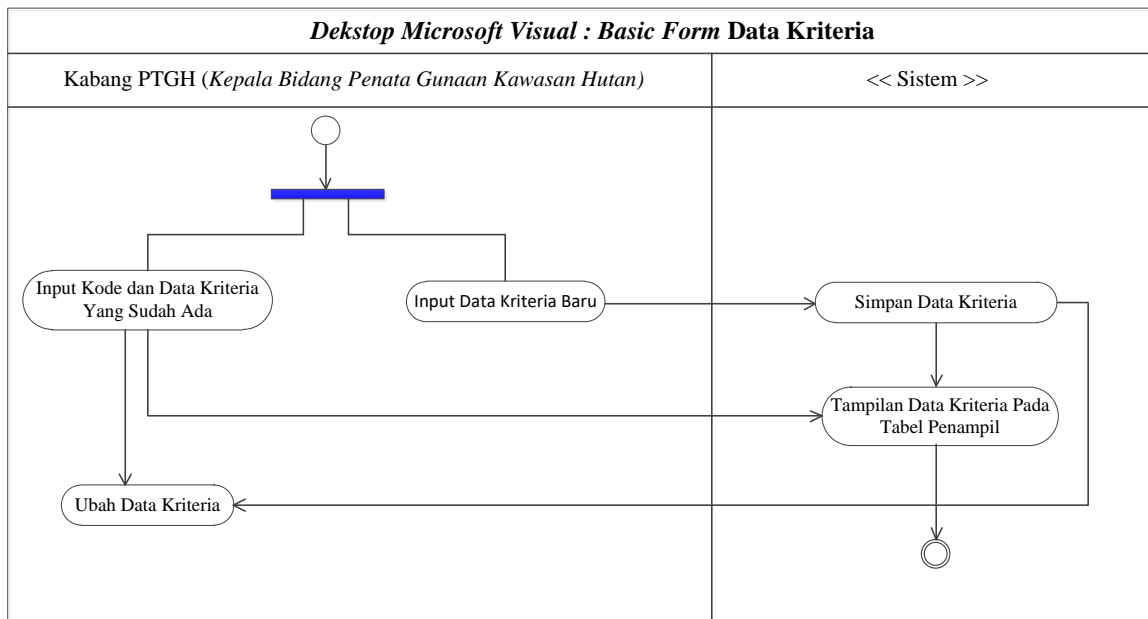 Dekstop Microsoft Visual : Basic Form Data Kriteria
Kabang PTGH (Kepala Bidang Penata Gunaan Kawasan Hutan)
<< Sistem >>
Input Kode dan Data Kriteria
Yang Sudah Ada
Input Data Kriteria Baru
Simpan Data Kriteria
Tampilan Data Kriteria Pada
Tabel Penampil
Ubah Data Kriteria